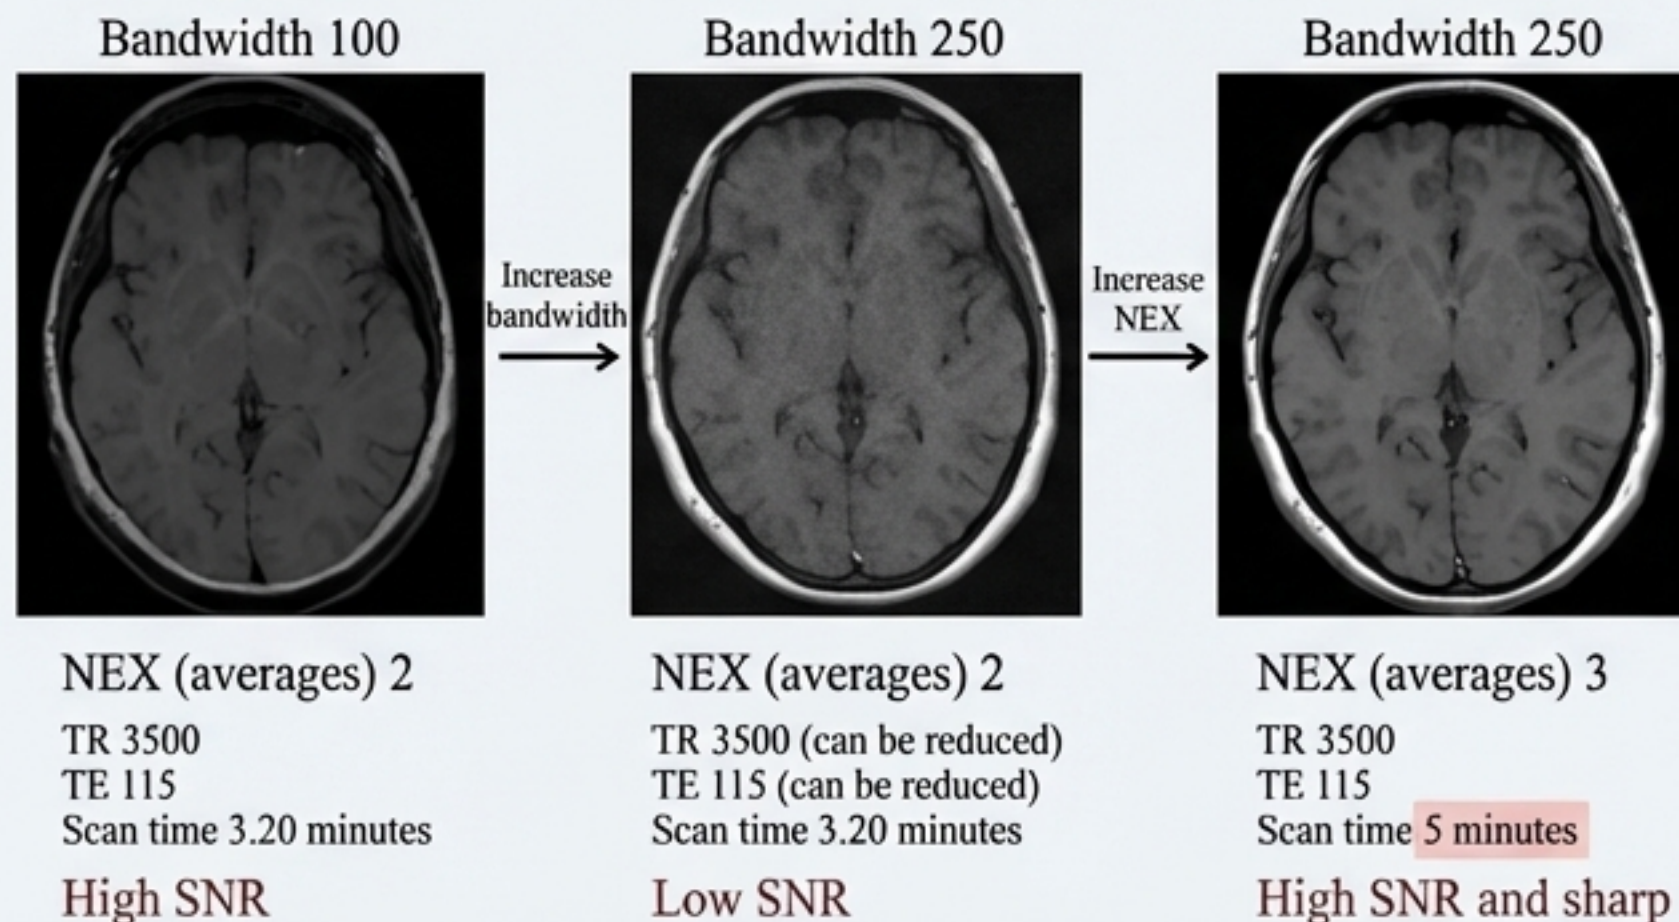 Bandwidth 100
Bandwidth 250
Bandwidth 250
Increase
bandwidth
Increase
NEX
NEX (averages) 2
TR 3500
TE 115
Scan time 3.20 minutes
High SNR
NEX (averages) 2
TR 3500 (can be reduced)
TE 115 (can be reduced)
Scan time 3.20 minutes
Low SNR
NEX (averages) 3
TR 3500
TE 115
Scan time 5 minutes
High SNR and sharp